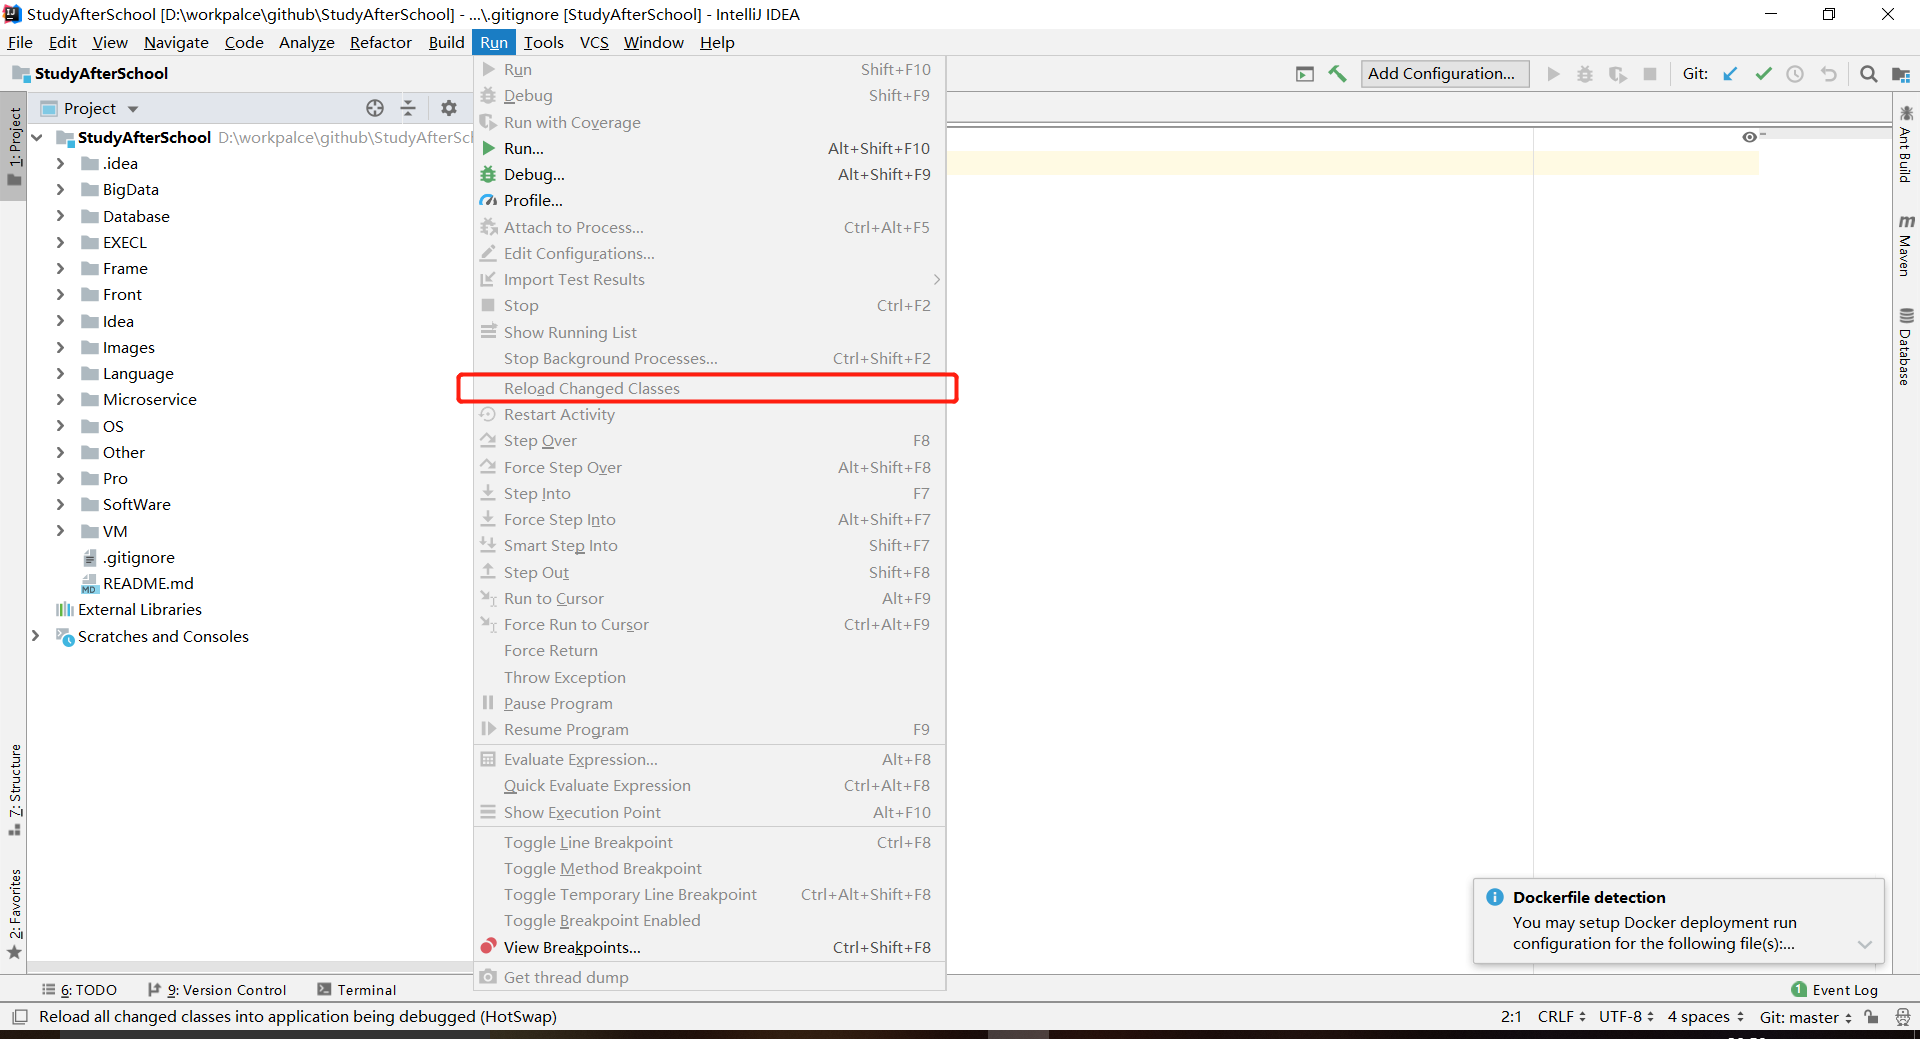 StudyAfterSchool [D:\workpalce\github\StudyAfterSchool] - ...\.gitignore [StudyAfterSchool] - IntelliJ IDEA
File Edit View Navigate Code Analyze Refactor Build Run Tools VCS Window Help
StudyAfterSchool
Add Configuration...
Git:
Project
1: Project
StudyAfterSchool D:\workpalce\github\StudyAfterSc
.idea
BigData
Database
EXECL
Frame
Front
Idea
Images
Language
Microservice
OS
Other
Pro
SoftWare
VM
.gitignore
MD README.md
External Libraries
Scratches and Consoles
7: Structure
2: Favorites
Run Shift+F10
Debug Shift+F9
Run with Coverage
Run... Alt+Shift+F10
Debug... Alt+Shift+F9
Profile...
Attach to Process... Ctrl+Alt+F5
Edit Configurations...
Import Test Results
Stop Ctrl+F2
Show Running List
Stop Background Processes... Ctrl+Shift+F2
Reload Changed Classes
Restart Activity
Step Over F8
Force Step Over Alt+Shift+F8
Step Into F7
Force Step Into Alt+Shift+F7
Smart Step Into Shift+F7
Step Out Shift+F8
Run to Cursor Alt+F9
Force Run to Cursor Ctrl+Alt+F9
Force Return
Throw Exception
Pause Program
Resume Program F9
Evaluate Expression... Alt+F8
Quick Evaluate Expression Ctrl+Alt+F8
Show Execution Point Alt+F10
Toggle Line Breakpoint Ctrl+F8
Toggle Method Breakpoint
Toggle Temporary Line Breakpoint Ctrl+Alt+Shift+F8
Toggle Breakpoint Enabled
View Breakpoints... Ctrl+Shift+F8
Get thread dump
Ant Build
m Maven
Database
Dockerfile detection
You may setup Docker deployment run
configuration for the following file(s):...
6: TODO 9: Version Control Terminal 1 Event Log
Reload all changed classes into application being debugged (HotSwap) 2:1 CRLF UTF-8 4 spaces Git: master